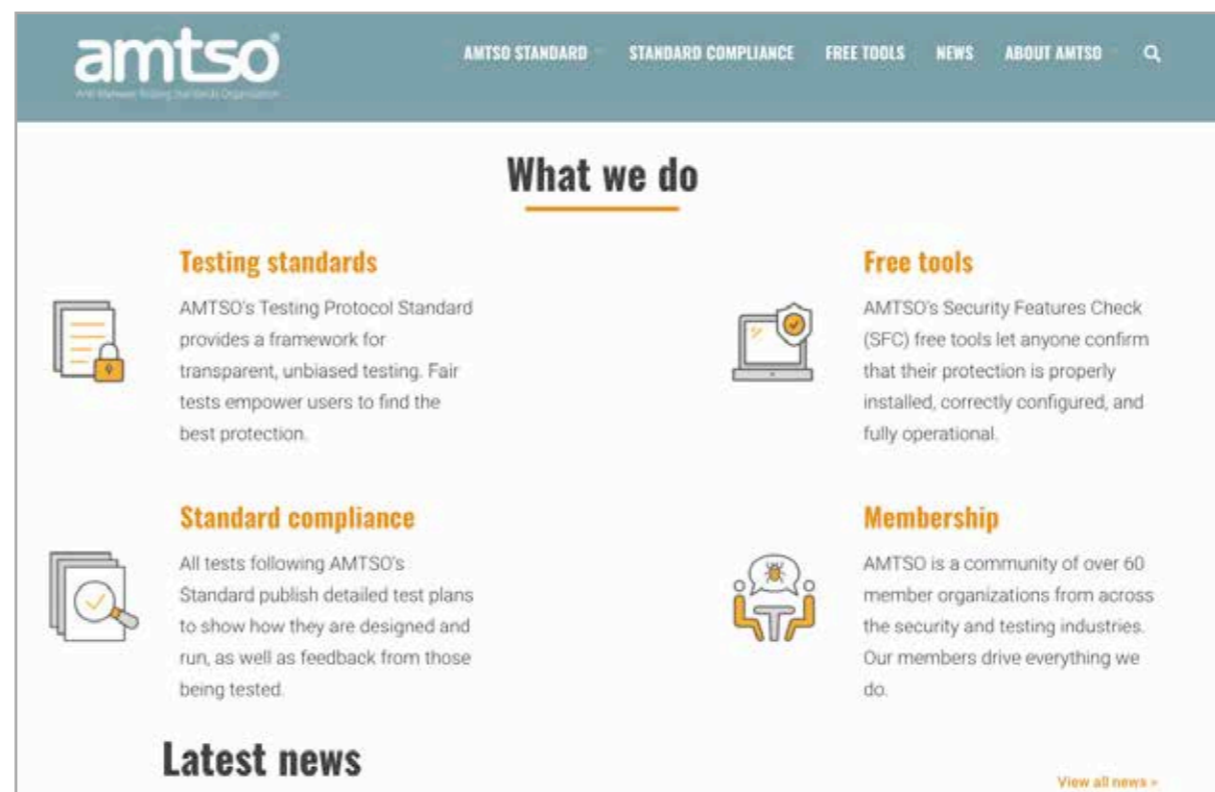 amtso
Anti-Malware Testing Standards Organization
AMTSO STANDARD STANDARD COMPLIANCE FREE TOOLS NEWS ABOUT AMTSO
What we do
Testing standards
AMTSO's Testing Protocol Standard
provides a framework for
transparent, unbiased testing. Fair
tests empower users to find the
best protection.
Free tools
AMTSO's Security Features Check
(SFC) free tools let anyone confirm
that their protection is properly
installed, correctly configured, and
fully operational.
Standard compliance
All tests following AMTSO's
Standard publish detailed test plans
to show how they are designed and
run, as well as feedback from those
being tested.
Membership
AMTSO is a community of over 60
member organizations from across
the security and testing industries.
Our members drive everything we
do.
Latest news
View all news »